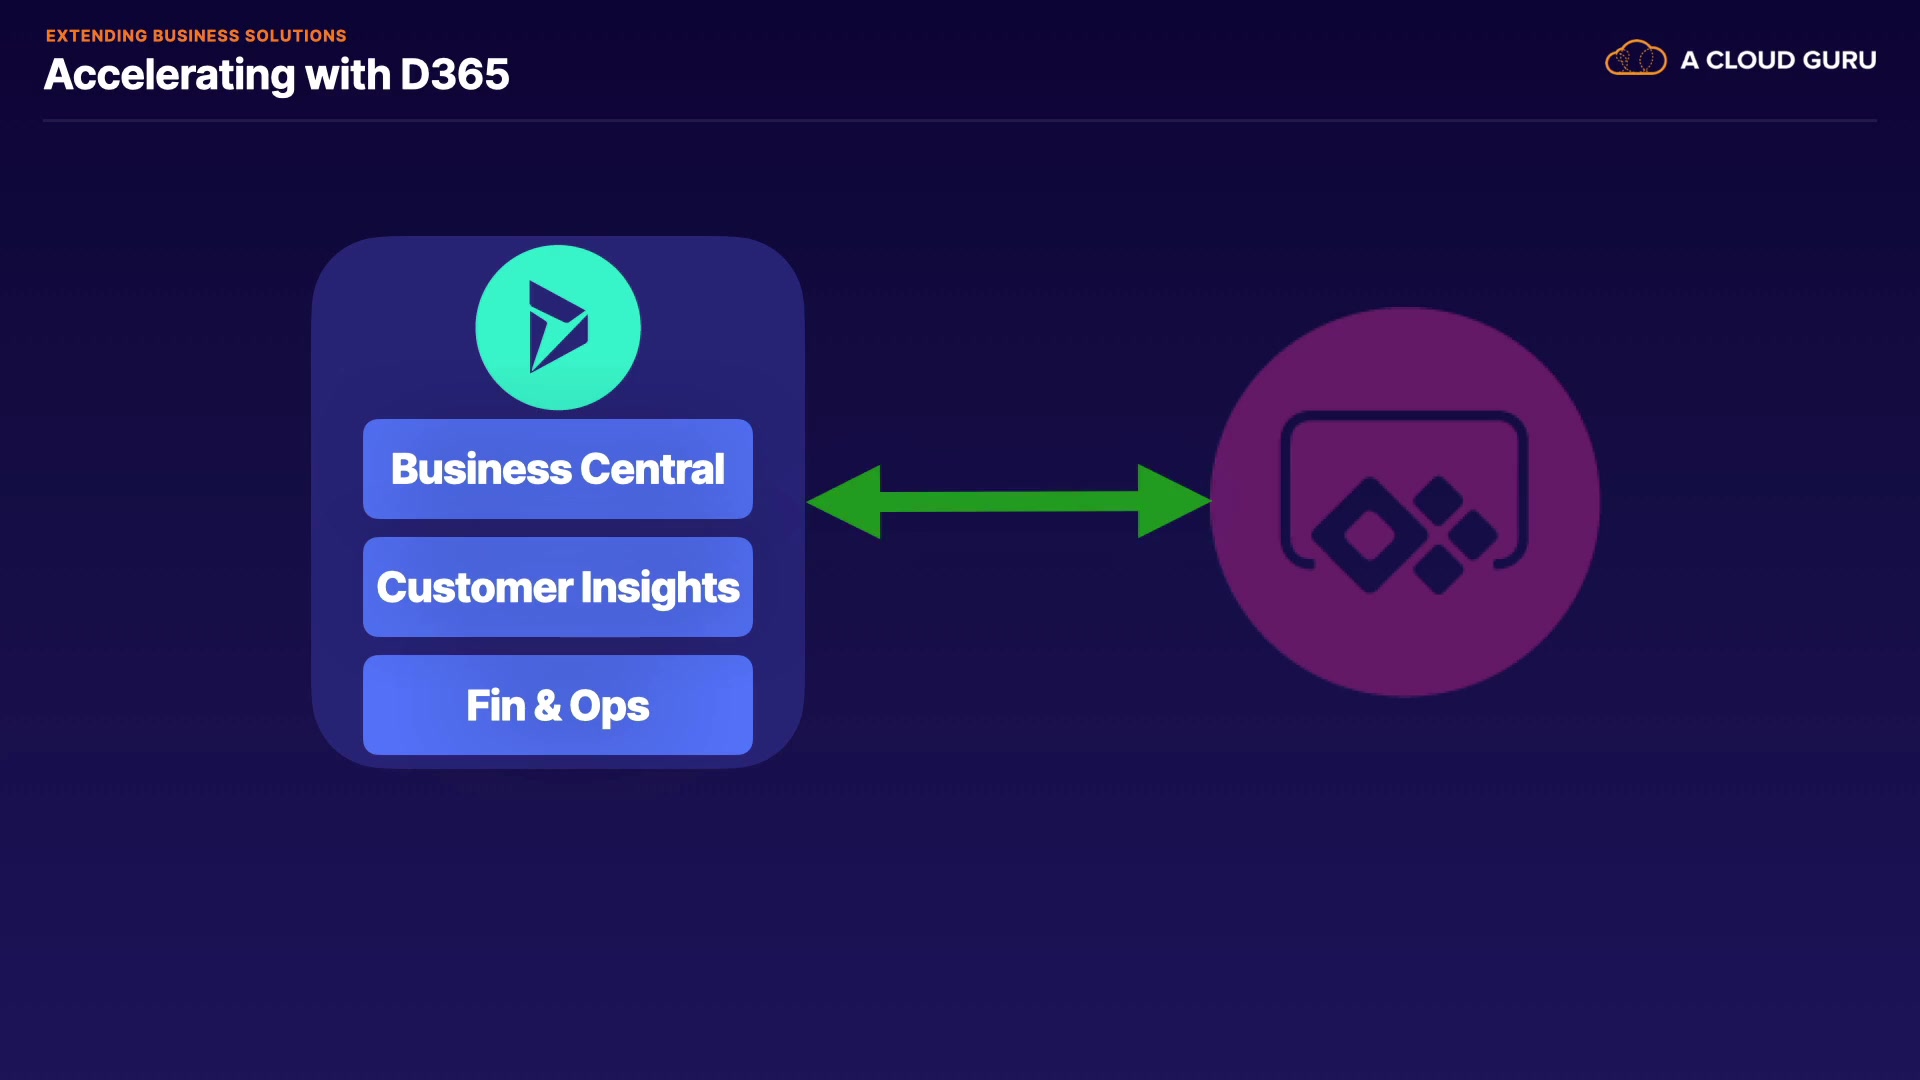 EXTENDING BUSINESS SOLUTIONS
Accelerating with D365
A CLOUD GURU
Business Central
Customer Insights
Fin & Ops